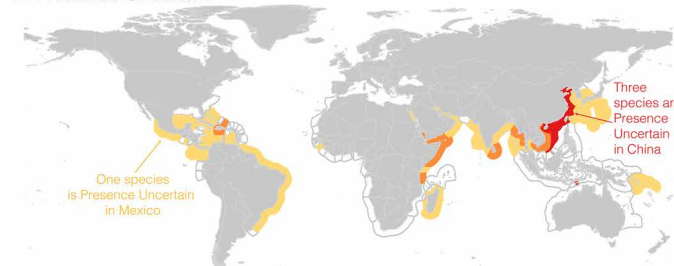 Three
species ar
Presence
Uncertain
in China
One species
is Presence Uncertain
in Mexico